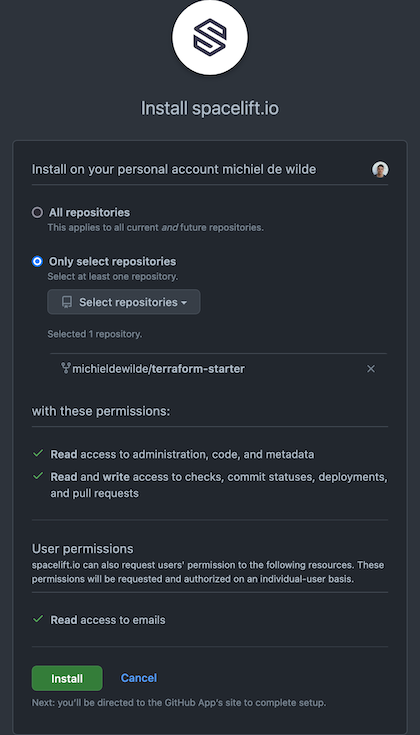 Install spacelift.io
Install on your personal account michiel de wilde
All repositories
This applies to all current and future repositories.
Only select repositories
Select at least one repository.
Select repositories
Selected 1 repository.
michieldewilde/terraform-starter
with these permissions:
Read access to administration, code, and metadata
Read and write access to checks, commit statuses, deployments,
and pull requests
User permissions
spacelift.io can also request users' permission to the following resources. These
permissions will be requested and authorized on an individual-user basis.
Read access to emails
Install Cancel
Next: you'll be directed to the GitHub App's site to complete setup.